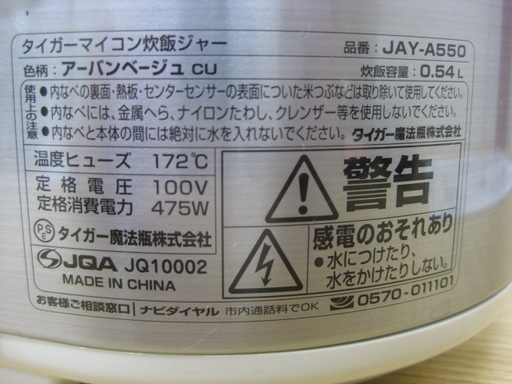 タイガーマイコン炊飯ジャー 品番：JAY-A550
色柄：アーバンベージュ CU 炊飯容量：0.54 L
使用上の注意
●内なべの裏面・熱板・センターセンサーの表面についた米つぶなどは取り除いて使用してください。
●内なべには、金属へら、ナイロンたわし、クレンザー等を使用しないでください。
●内なべと本体の間には絶対に水を入れないでください。タイガー魔法瓶株式会社
温度ヒューズ 172℃
定格電圧 100V
定格消費電力 475W
PSE タイガー魔法瓶株式会社
JQA JQ10002
MADE IN CHINA
警告
感電のおそれあり
●水につけたり、
水をかけたりしない。
お客様ご相談窓口 ナビダイヤル 市内通話料でOK 0570-011101